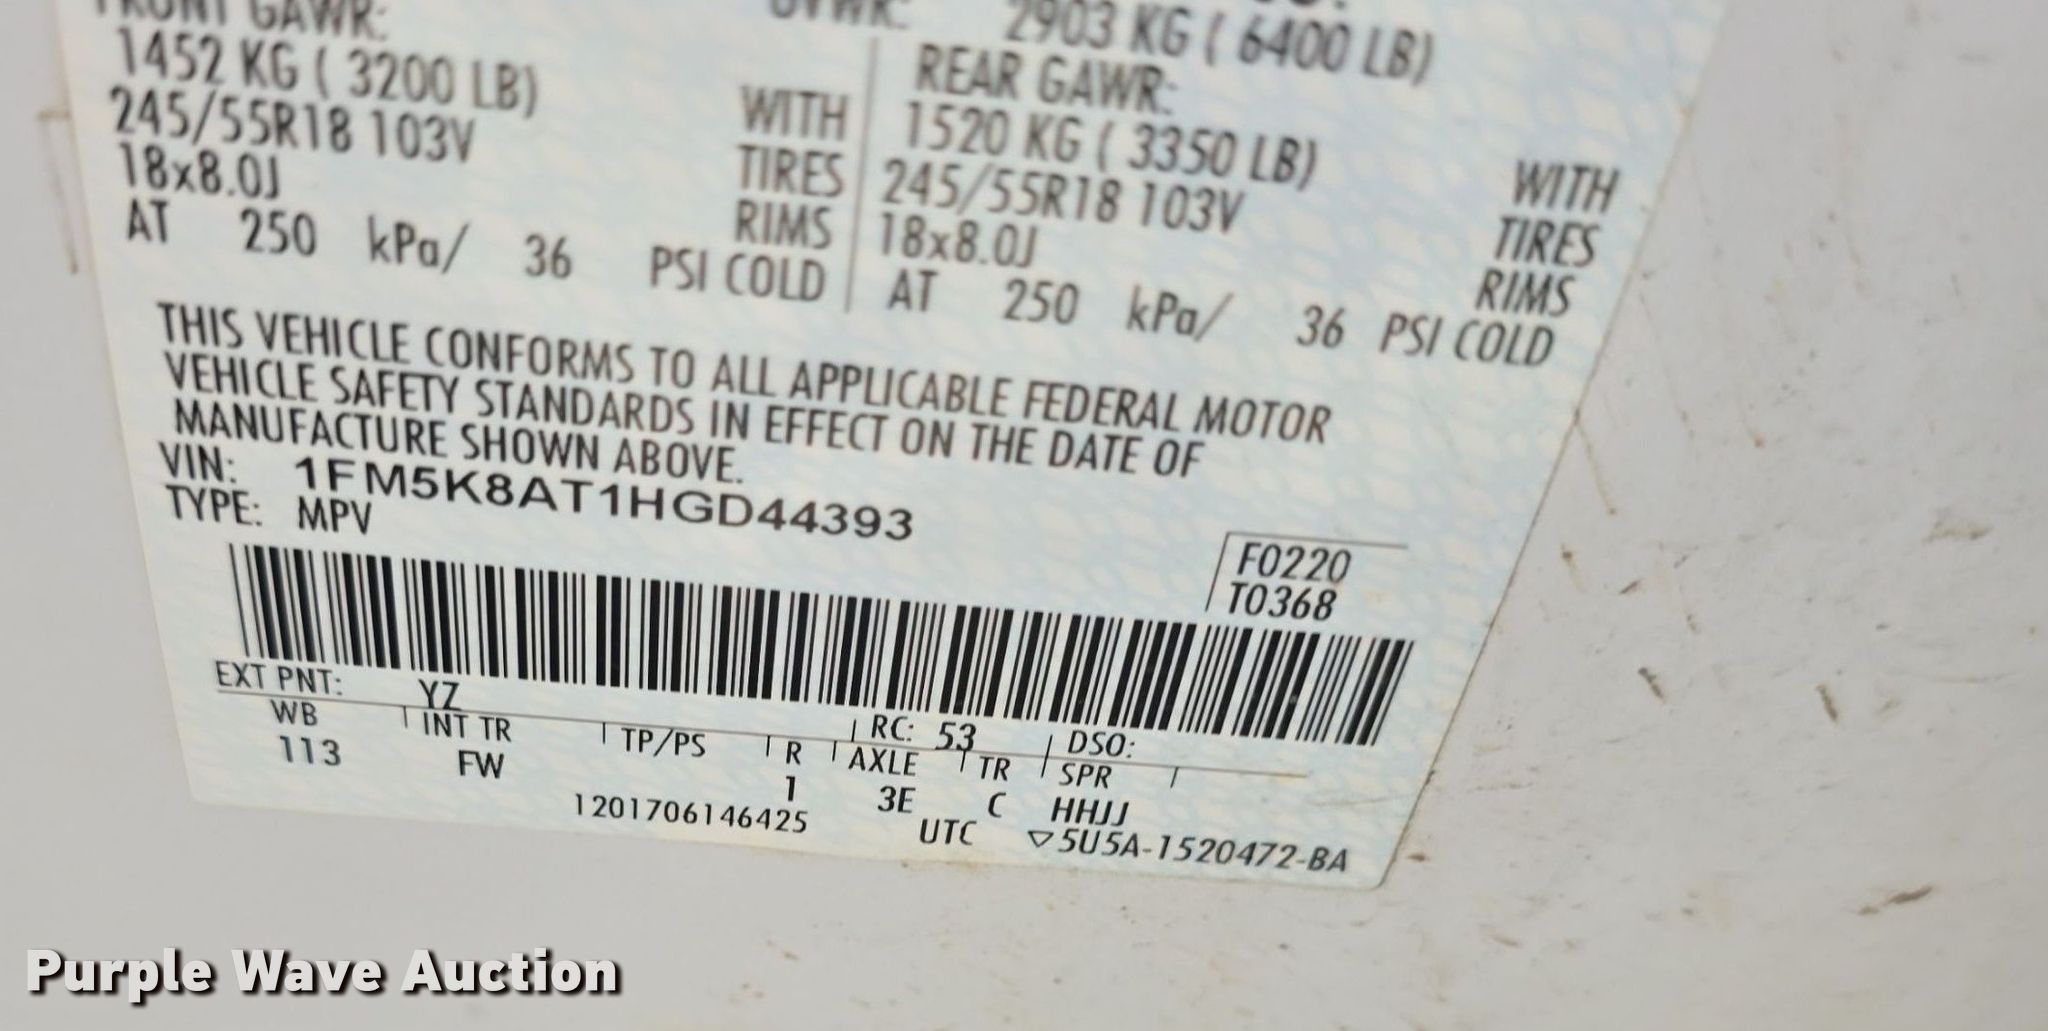 FRONT GAWR: GVWR: 2903 KG ( 6400 LB)
1452 KG ( 3200 LB) REAR GAWR:
245/55R18 103V WITH 1520 KG ( 3350 LB) WITH
18x8.0J TIRES 245/55R18 103V TIRES
AT 250 kPa/ 36 RIMS 18x8.0J RIMS
PSI COLD AT 250 kPa/ 36 PSI COLD
THIS VEHICLE CONFORMS TO ALL APPLICABLE FEDERAL MOTOR
VEHICLE SAFETY STANDARDS IN EFFECT ON THE DATE OF
MANUFACTURE SHOWN ABOVE.
VIN: 1FM5K8AT1HGD44393
TYPE: MPV
F0220
T0368
EXT PNT: YZ RC: 53 DSO:
WB INT TR TP/PS R AXLE TR SPR
113 FW 1 3E C HHJJ
1201706146425 UTC ▽5U5A-1520472-BA
Purple Wave Auction